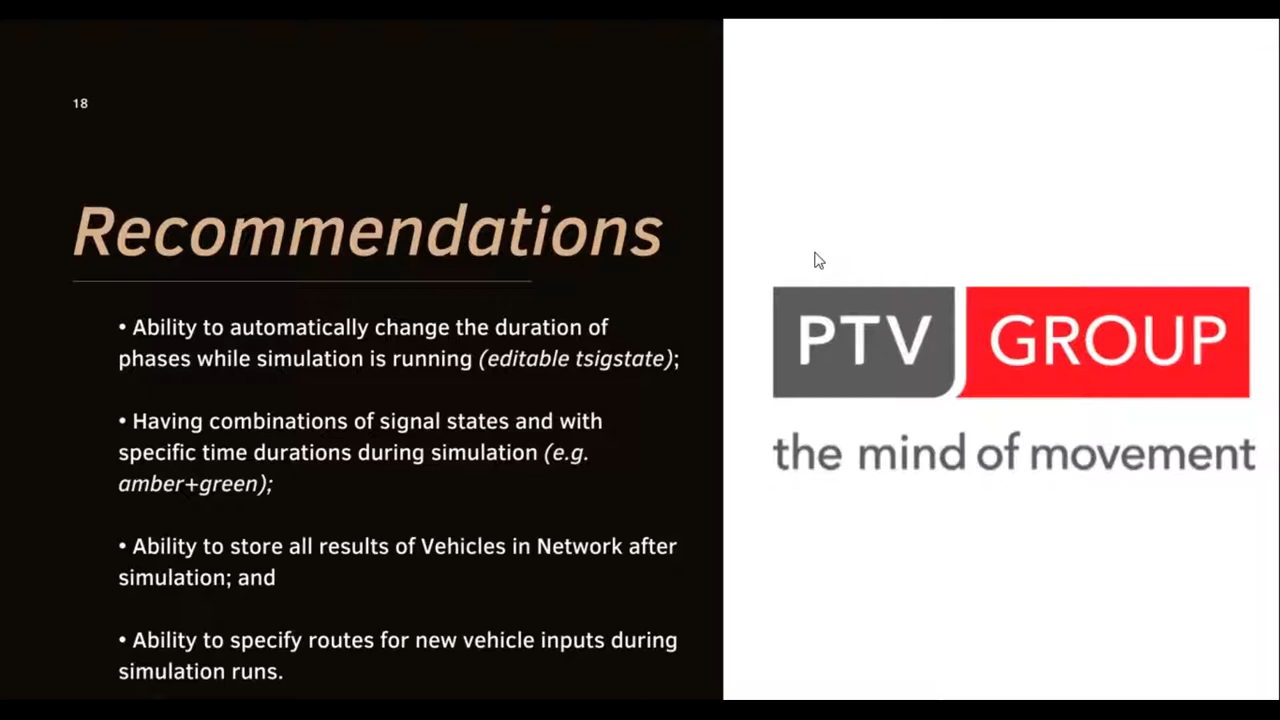 18
Recommendations
• Ability to automatically change the duration of
phases while simulation is running (editable tsigstate);
• Having combinations of signal states and with
specific time durations during simulation (e.g.
amber+green);
• Ability to store all results of Vehicles in Network after
simulation; and
• Ability to specify routes for new vehicle inputs during
simulation runs.
PTV GROUP
the mind of movement